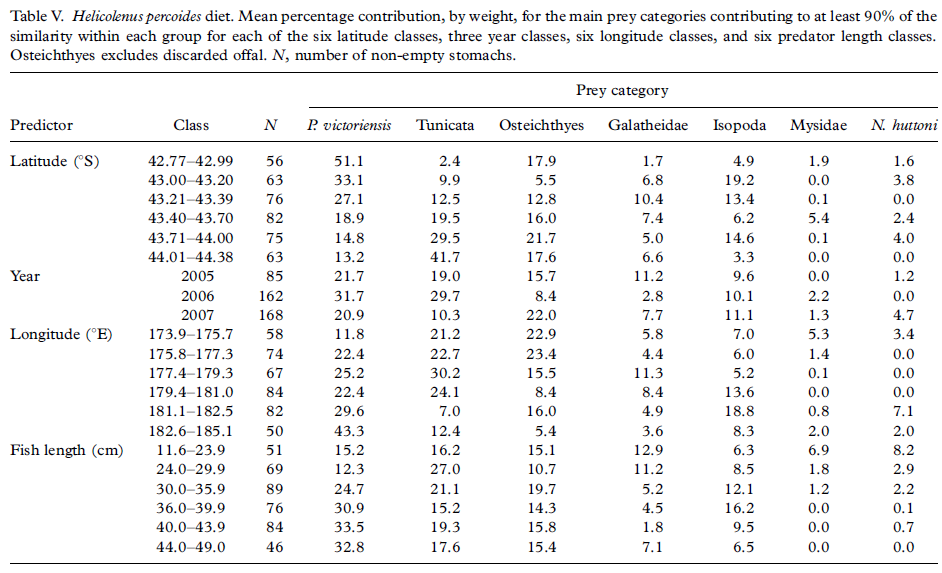 Table V. Helicolenus percoides diet. Mean percentage contribution, by weight, for the main prey categories contributing to at least 90% of the
similarity within each group for each of the six latitude classes, three year classes, six longitude classes, and six predator length classes.
Osteichthyes excludes discarded offal. N, number of non-empty stomachs.
Prey category
Predictor Class N P. victoriensis Tunicata Osteichthyes Galatheidae Isopoda Mysidae N. huttoni
Latitude (°S) 42.77–42.99 56 51.1 2.4 17.9 1.7 4.9 1.9 1.6
43.00–43.20 63 33.1 9.9 5.5 6.8 19.2 0.0 3.8
43.21–43.39 76 27.1 12.5 12.8 10.4 13.4 0.1 0.0
43.40–43.70 82 18.9 19.5 16.0 7.4 6.2 5.4 2.4
43.71–44.00 75 14.8 29.5 21.7 5.0 14.6 0.1 4.0
44.01–44.38 63 13.2 41.7 17.6 6.6 3.3 0.0 0.0
Year 2005 85 21.7 19.0 15.7 11.2 9.6 0.0 1.2
2006 162 31.7 29.7 8.4 2.8 10.1 2.2 0.0
2007 168 20.9 10.3 22.0 7.7 11.1 1.3 4.7
Longitude (°E) 173.9–175.7 58 11.8 21.2 22.9 5.8 7.0 5.3 3.4
175.8–177.3 74 22.4 22.7 23.4 4.4 6.0 1.4 0.0
177.4–179.3 67 25.2 30.2 15.5 11.3 5.2 0.1 0.0
179.4–181.0 84 22.4 24.1 8.4 8.4 13.6 0.0 0.0
181.1–182.5 82 29.6 7.0 16.0 4.9 18.8 0.8 7.1
182.6–185.1 50 43.3 12.4 5.4 3.6 8.3 2.0 2.0
Fish length (cm) 11.6–23.9 51 15.2 16.2 15.1 12.9 6.3 6.9 8.2
24.0–29.9 69 12.3 27.0 10.7 11.2 8.5 1.8 2.9
30.0–35.9 89 24.7 21.1 19.7 5.2 12.1 1.2 2.2
36.0–39.9 76 30.9 15.2 14.3 4.5 16.2 0.0 0.1
40.0–43.9 84 33.5 19.3 15.8 1.8 9.5 0.0 0.7
44.0–49.0 46 32.8 17.6 15.4 7.1 6.5 0.0 0.0